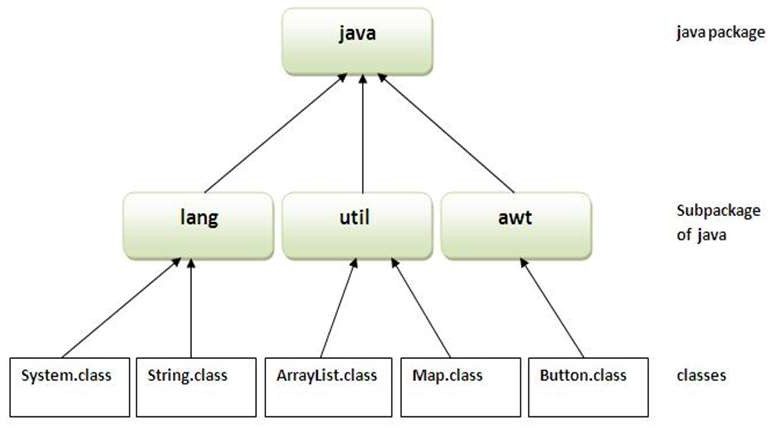 java
java package
lang
util
awt
Subpackage
of java
System.class
String.class
ArrayList.class
Map.class
Button.class
classes